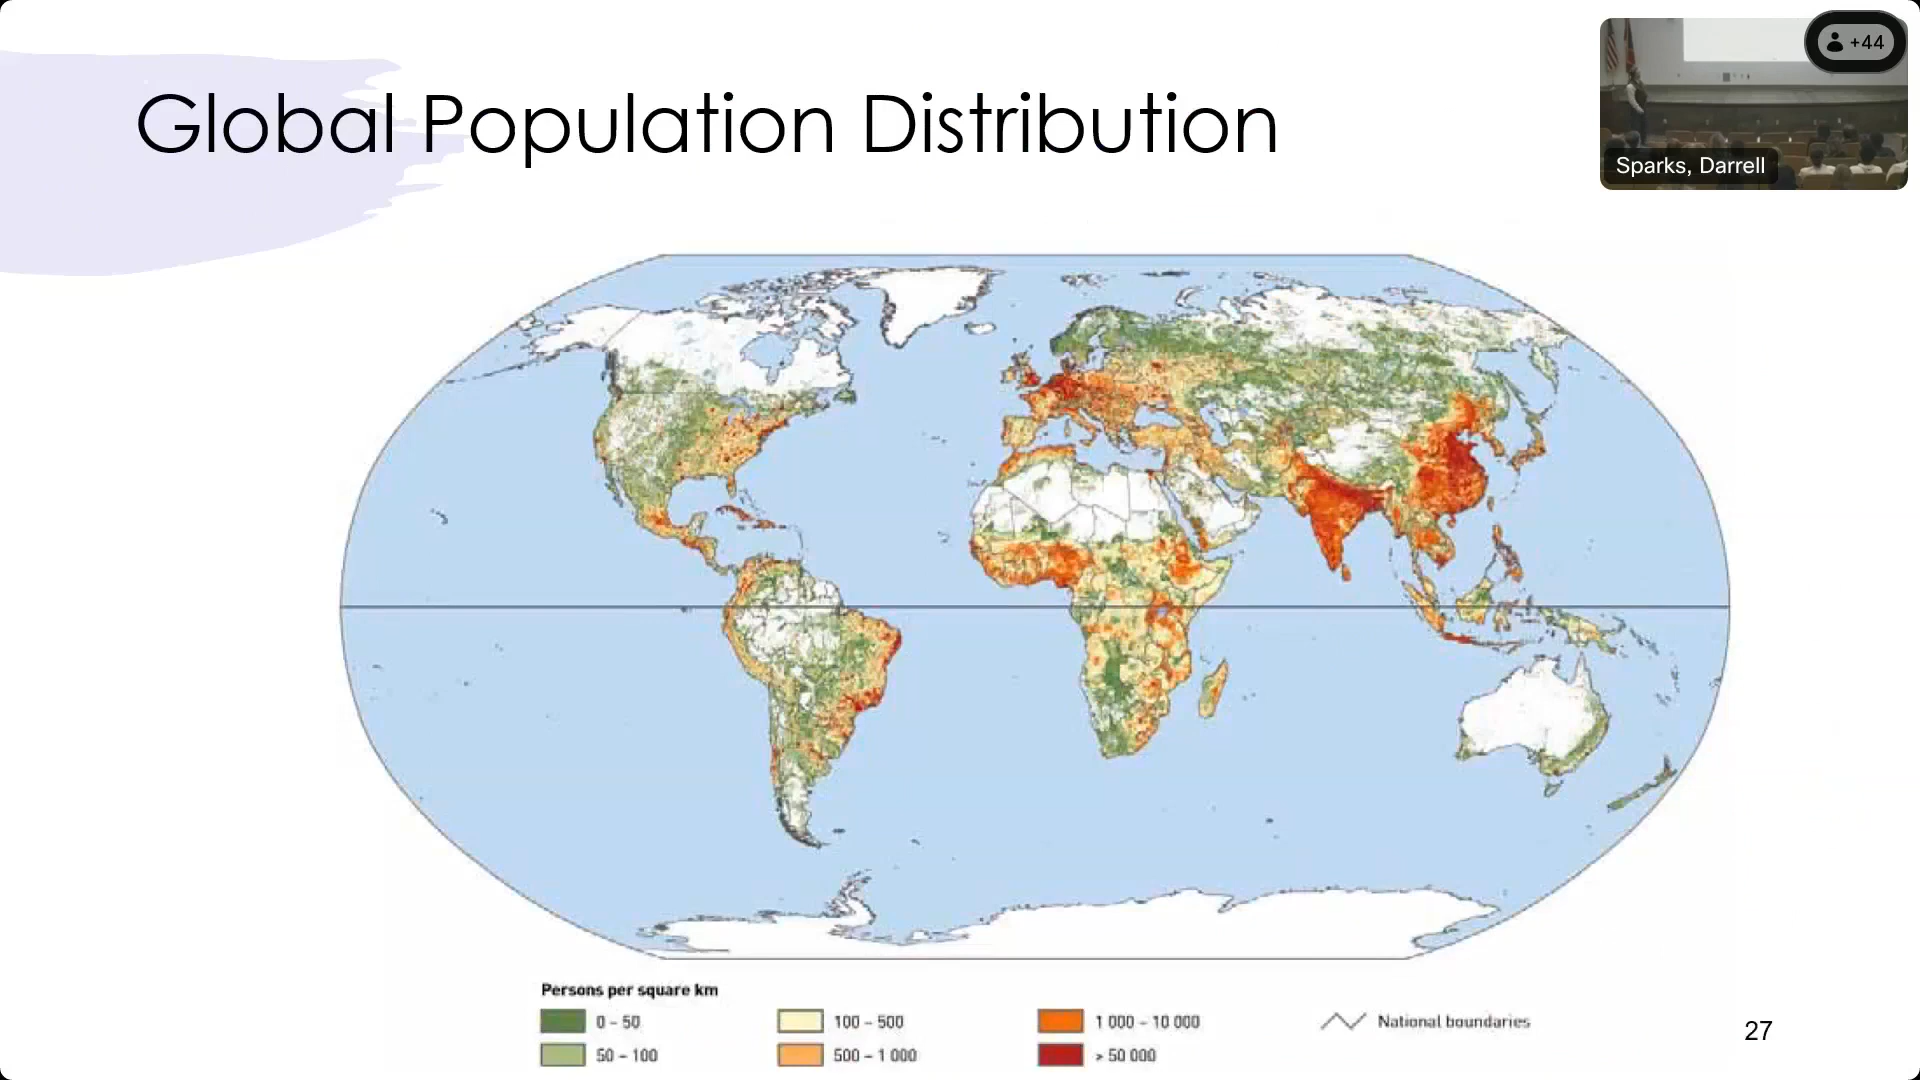 Global Population Distribution
+44
Sparks, Darrell
Persons per square km
0 – 50
50 – 100
100 – 500
500 – 1 000
1 000 – 10 000
> 50 000
National boundaries
27